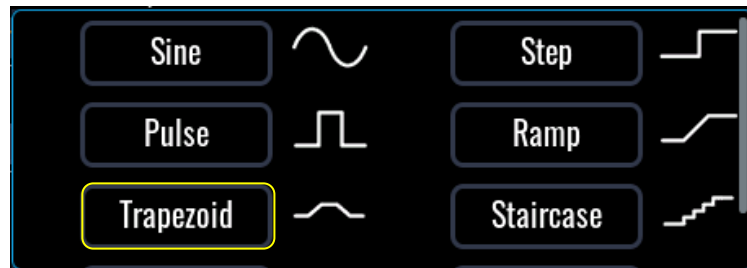 Sine
Step
Pulse
Ramp
Trapezoid
Staircase